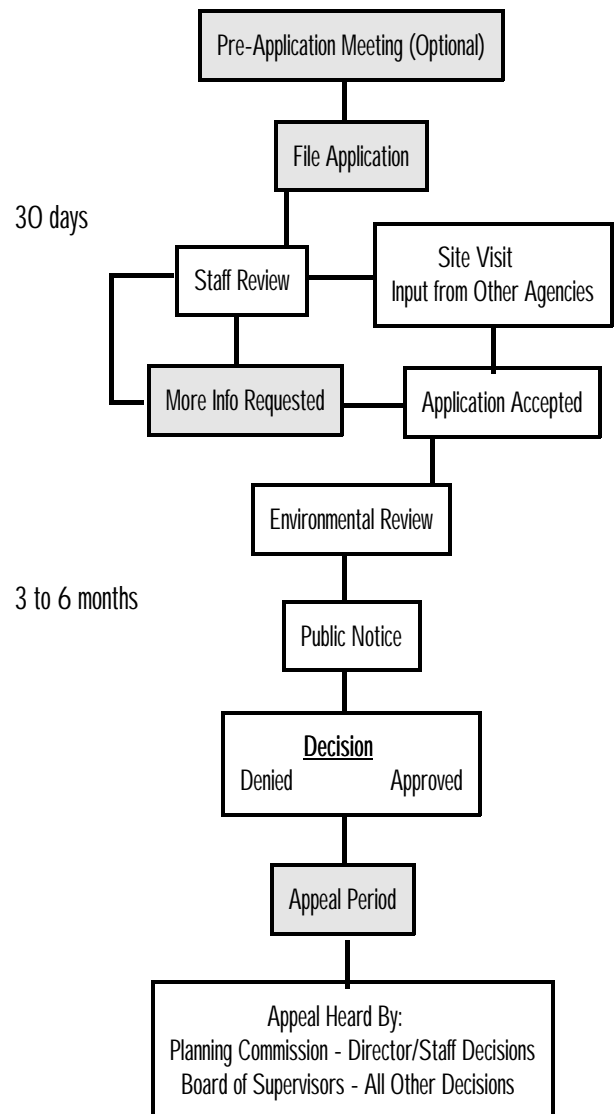 Pre-Application Meeting (Optional)
File Application
30 days
Staff Review
Site Visit
Input from Other Agencies
More Info Requested
Application Accepted
Environmental Review
3 to 6 months
Public Notice
Decision
Denied Approved
Appeal Period
Appeal Heard By:
Planning Commission - Director/Staff Decisions
Board of Supervisors - All Other Decisions